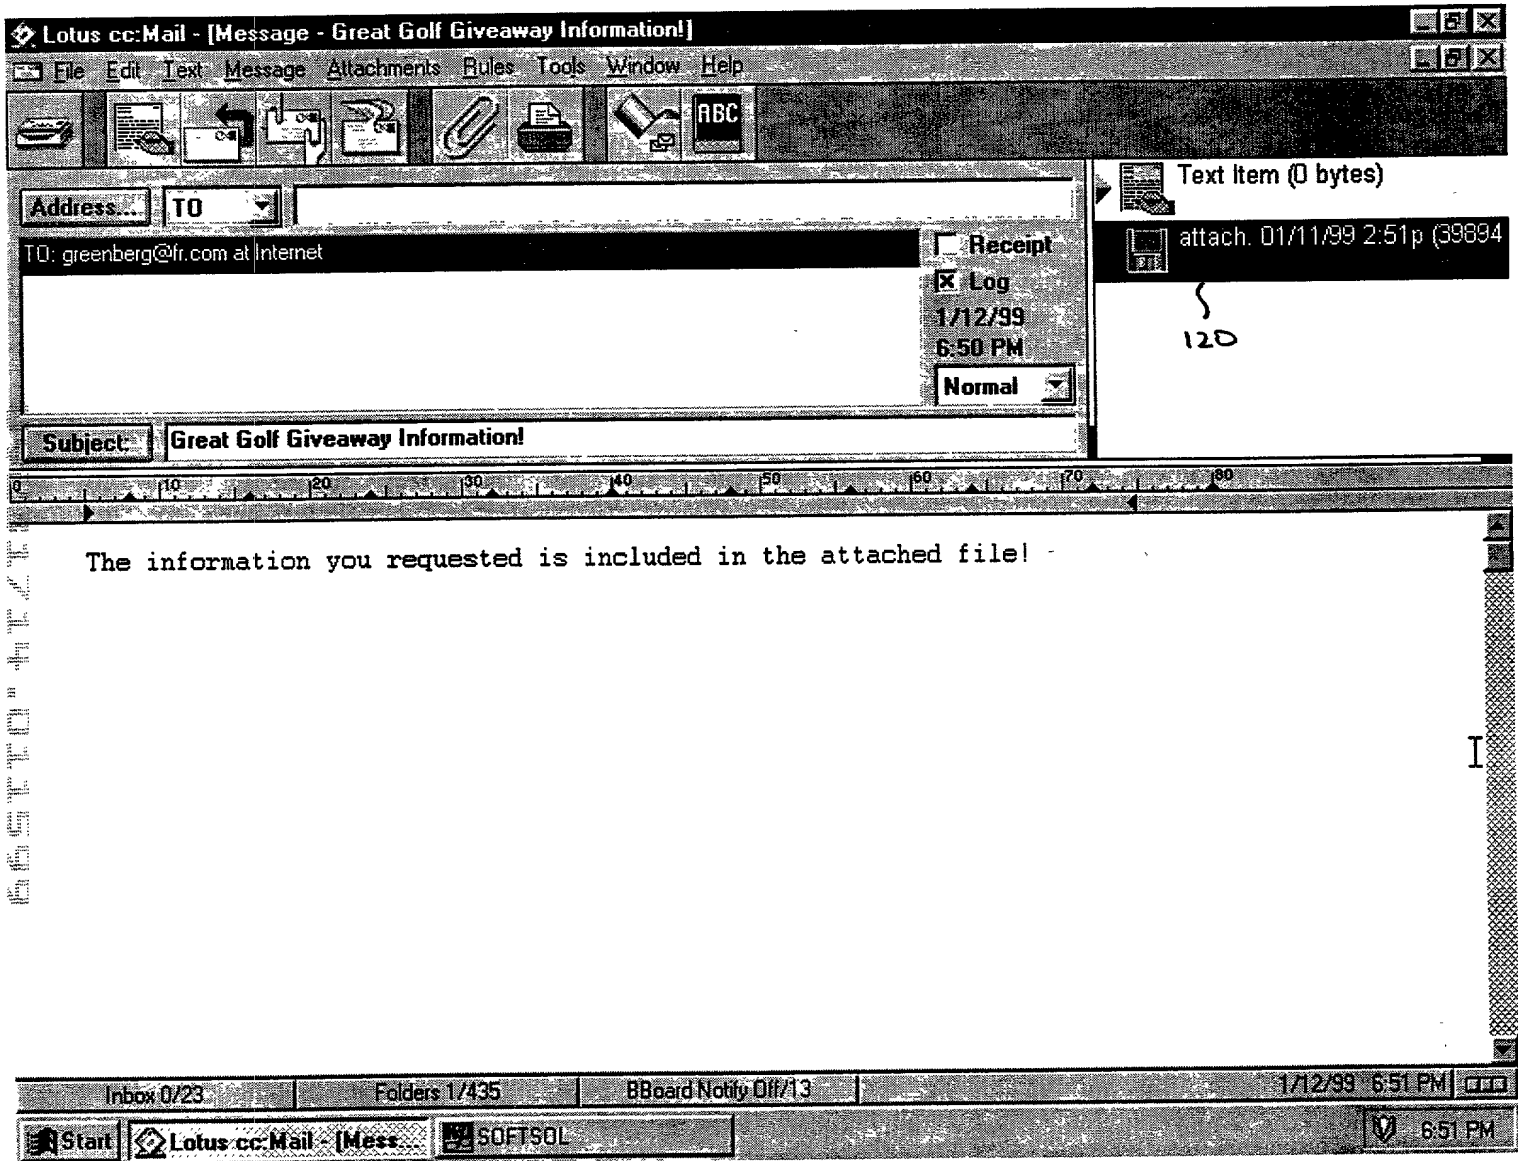 Lotus cc:Mail - [Message - Great Golf Giveaway Information!]
File Edit Text Message Attachments Rules Tools Window Help
ABC
Text Item (0 bytes)
Address... TO
attach. 01/11/99 2:51p (39894
TO: greenberg@fr.com at Internet
Receipt
Log
1/12/99
6:50 PM
120
Normal
Subject: Great Golf Giveaway Information!
0 10 20 30 40 50 60 70 80
The information you requested is included in the attached file!
Inbox 0/23 Folders 1/435 BBoard Notify Off/13 1/12/99 6:51 PM
Start Lotus cc:Mail - [Mess... SOFTSOL 6:51 PM